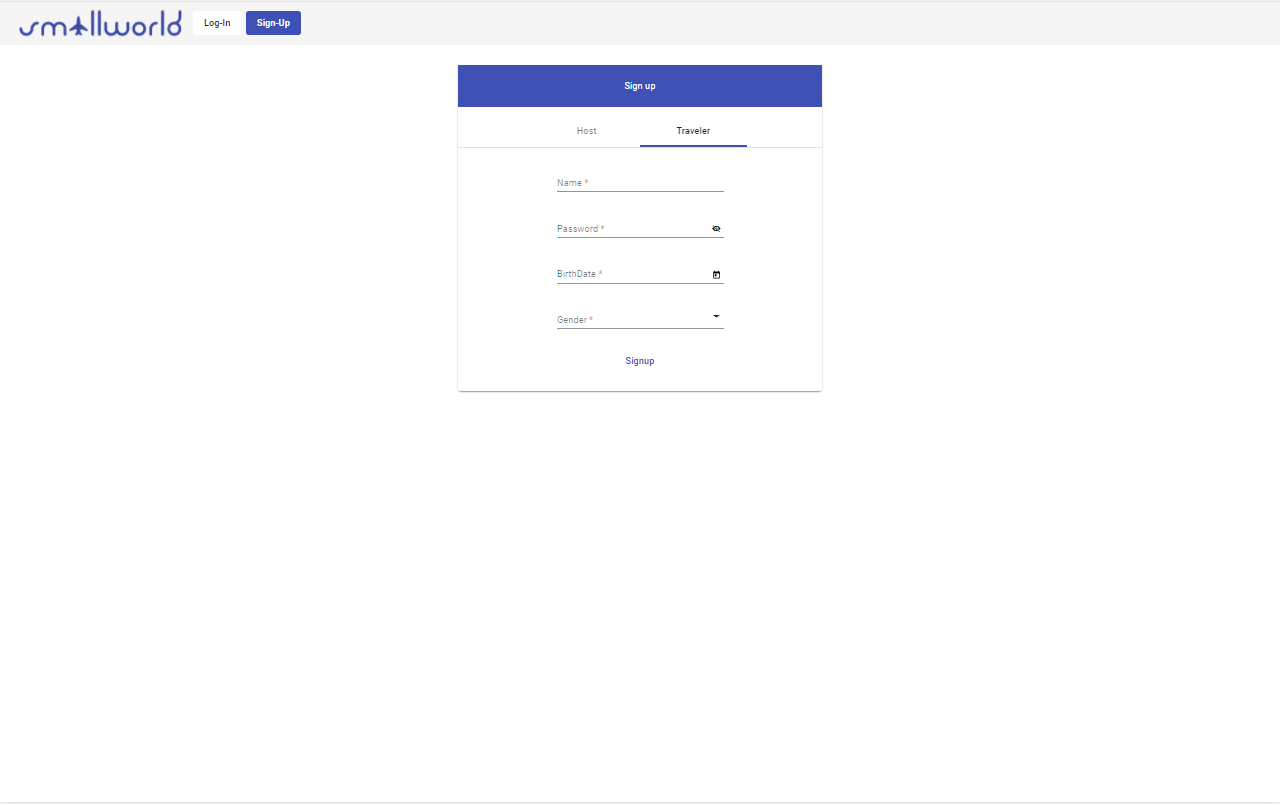 smallworld Log-In Sign-Up
Sign up
Host Traveler
Name *
Password *
BirthDate *
Gender *
Signup